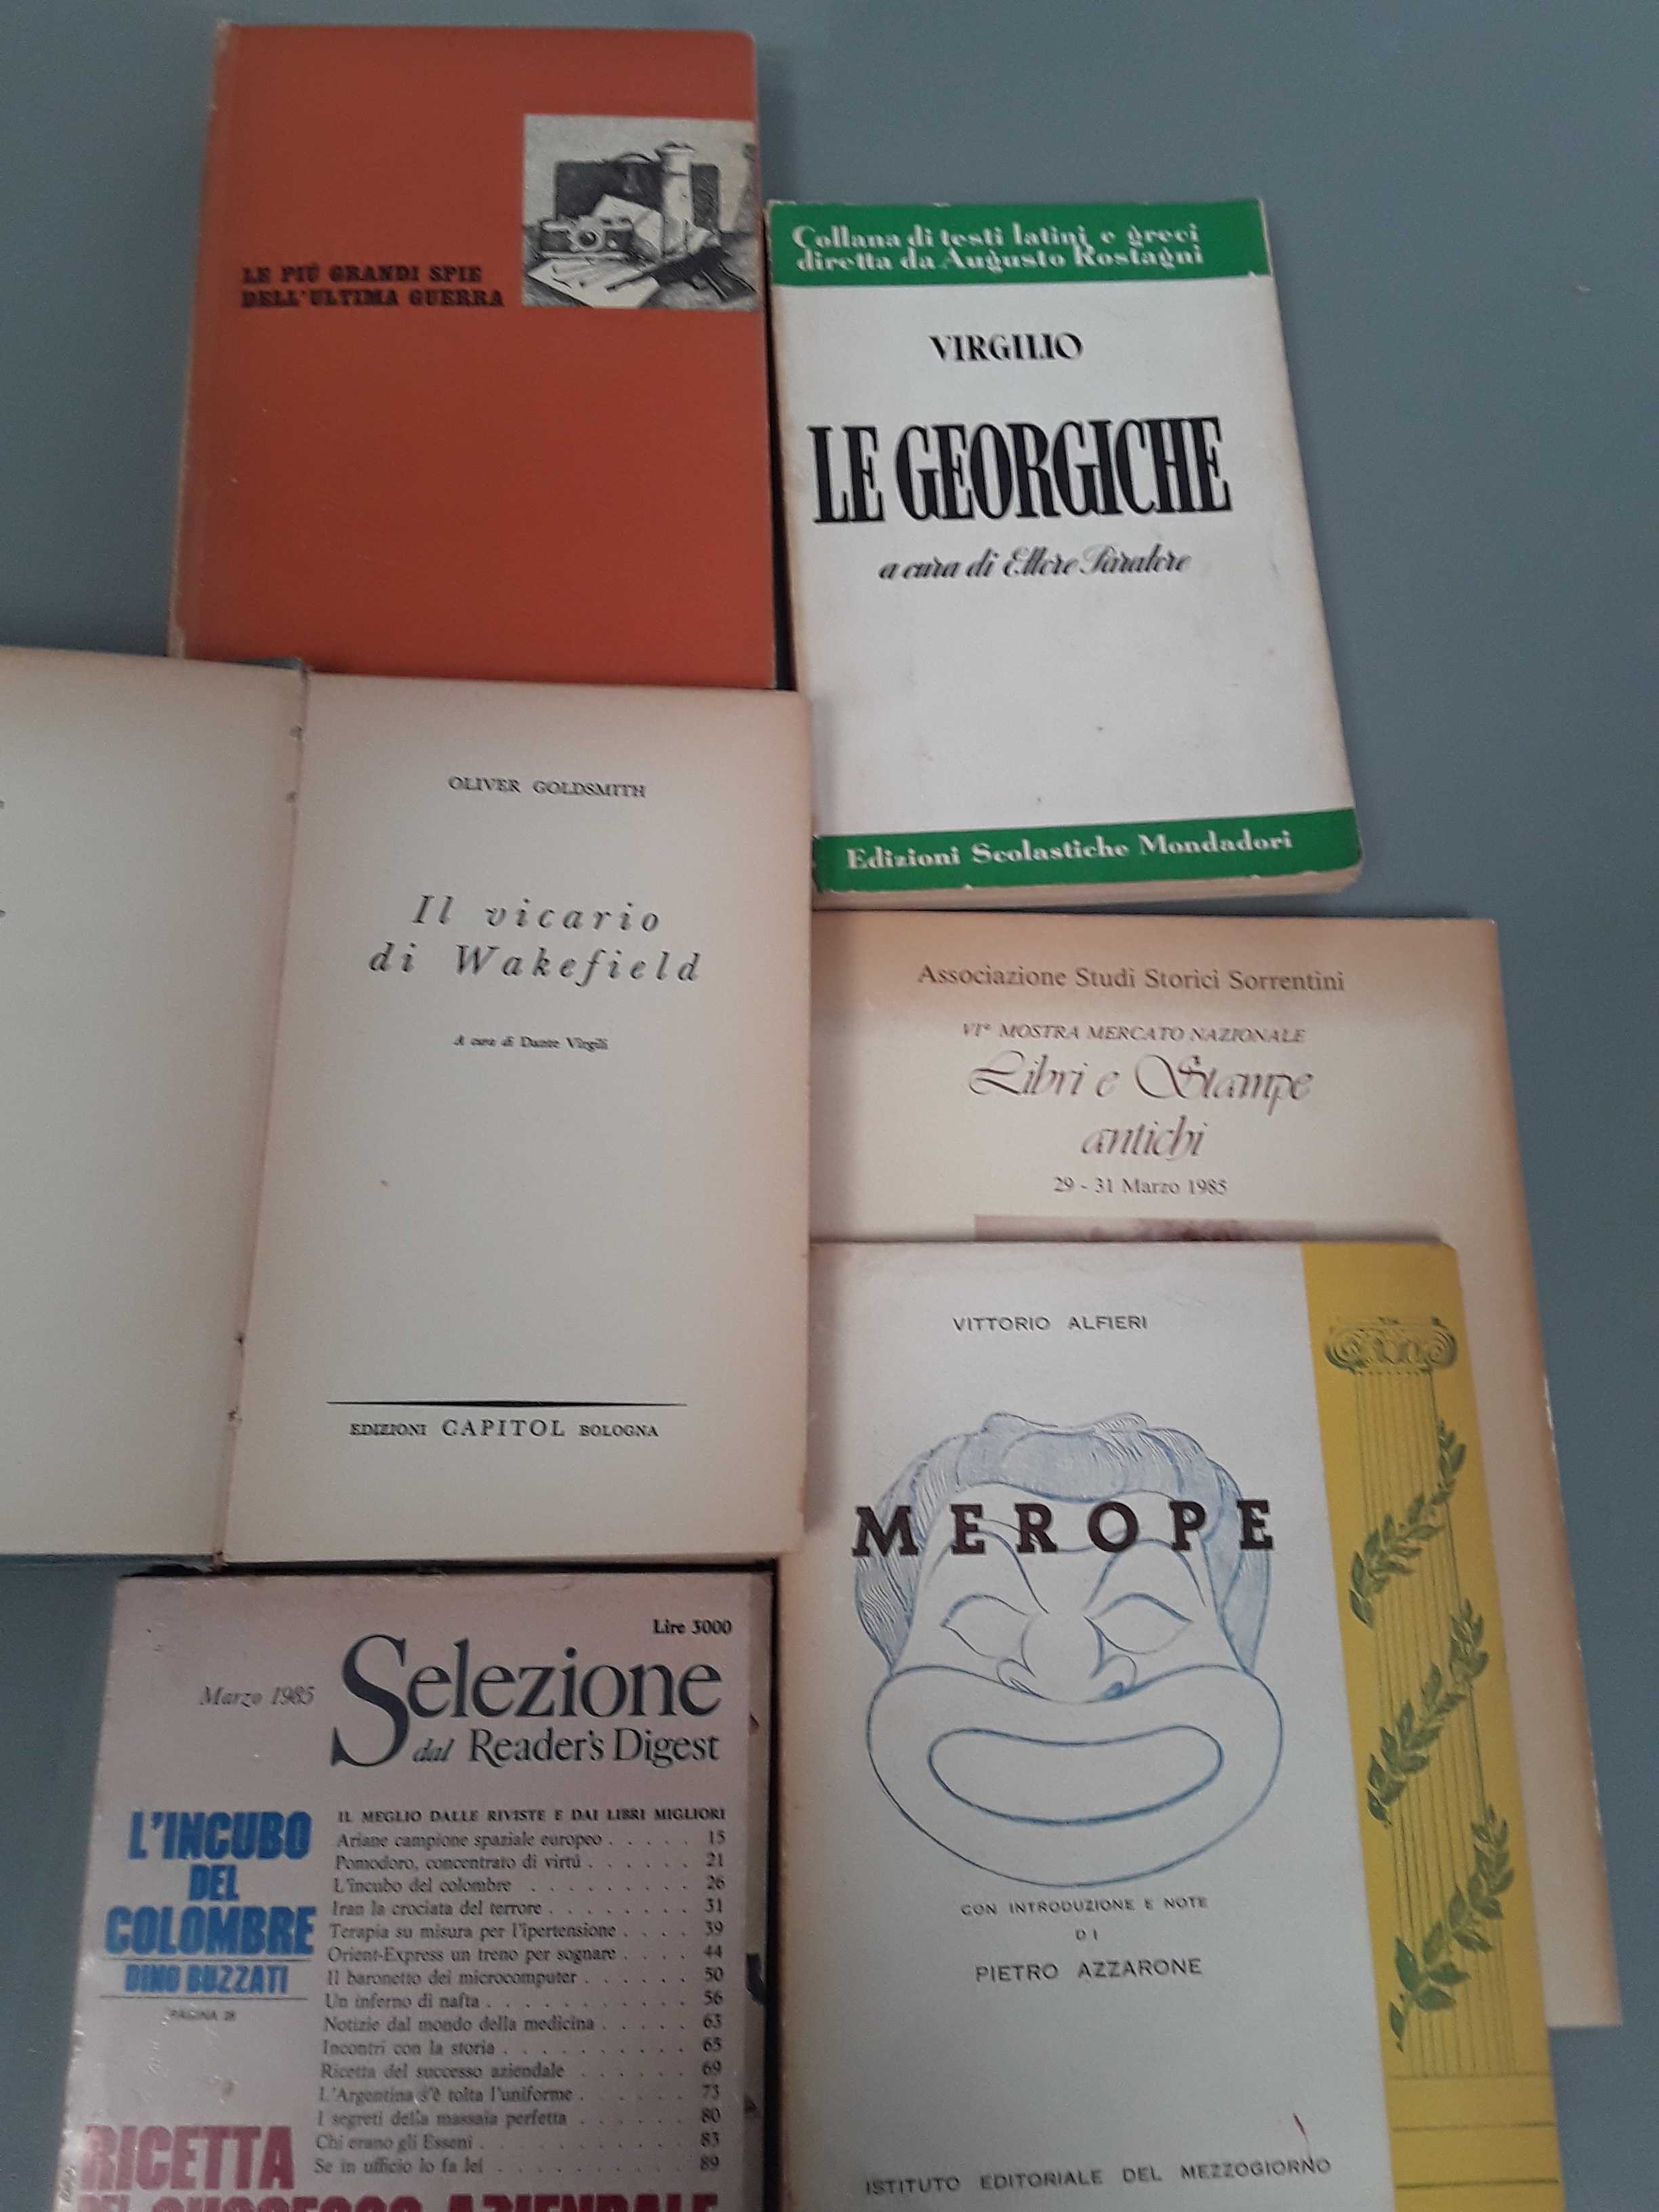 LE PIÚ GRANDI SPIE
DELL'ULTIMA GUERRA
Collana di testi latini e greci
diretta da Augusto Rostagni
VIRGILIO
LE GEORGICHE
a cura di Ettore Paratore
Edizioni Scolastiche Mondadori
OLIVER GOLDSMITH
Il vicario
di Wakefield
A cura di Dante Virgili
EDIZIONI CAPITOL BOLOGNA
Associazione Studi Storici Sorrentini
VIª MOSTRA MERCATO NAZIONALE
Libri e Stampe
antichi
29 - 31 Marzo 1985
VITTORIO ALFIERI
MEROPE
CON INTRODUZIONE E NOTE
DI
PIETRO AZZARONE
ISTITUTO EDITORIALE DEL MEZZOGIORNO
Lire 3000
Marzo 1985
Selezione
dal Reader's Digest
L'INCUBO
DEL
COLOMBRE
DINO BUZZATI
PAGINA 26
IL MEGLIO DALLE RIVISTE E DAI LIBRI MIGLIORI
Ariane campione spaziale europeo . . . . . 15
Pomodoro, concentrato di virtú . . . . . . 21
L'incubo del colombre . . . . . . . . . 26
Iran la crociata del terrore . . . . . . . . 31
Terapia su misura per l'ipertensione . . . . 39
Orient-Express un treno per sognare . . . . 44
Il baronetto dei microcomputer . . . . . . 50
Un inferno di nafta . . . . . . . . . . . 56
Notizie dal mondo della medicina . . . . . 63
Incontri con la storia . . . . . . . . . . 65
Ricetta del successo aziendale . . . . . . 69
L'Argentina s'è tolta l'uniforme . . . . . . 73
I segreti della massaia perfetta . . . . . . 80
Chi erano gli Esseni . . . . . . . . . . . 83
Se in ufficio lo fa lei . . . . . . . . . . 89
RICETTA
DEL SUCCESSO AZIENDALE